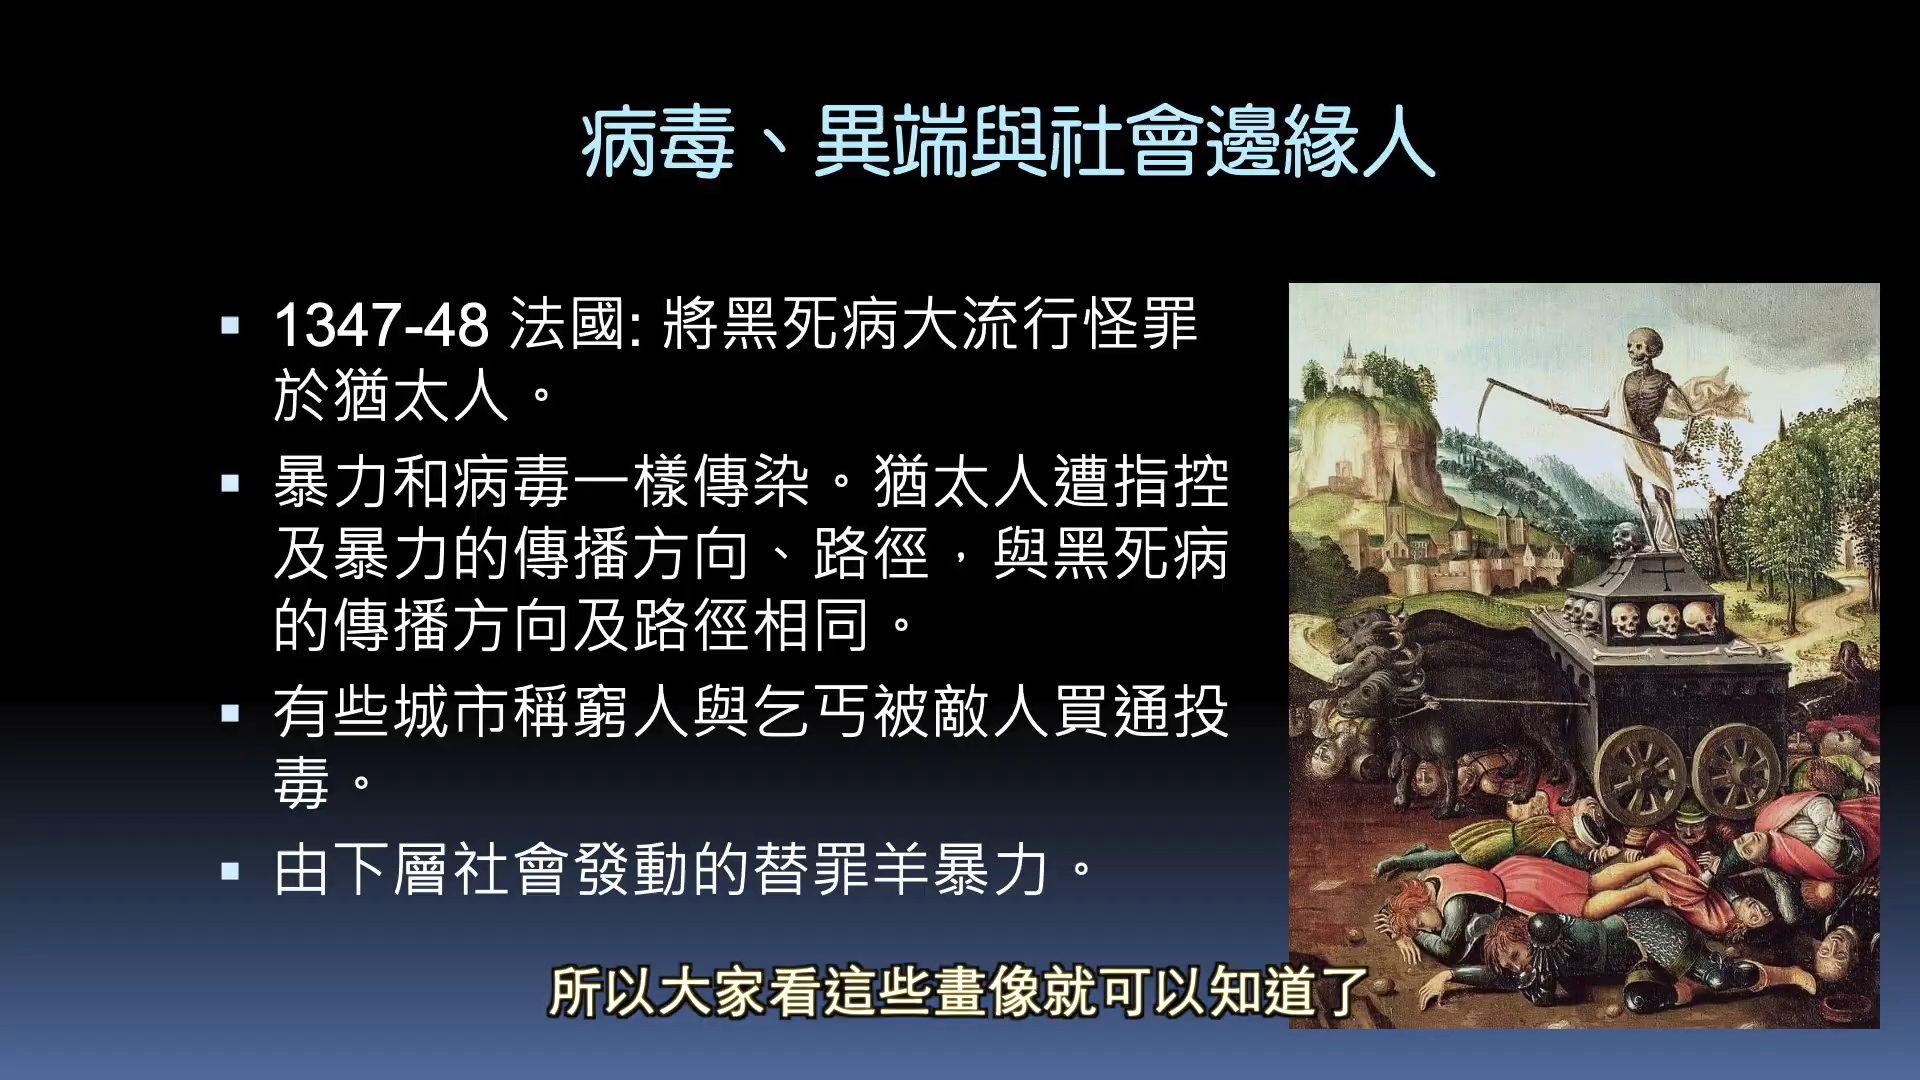 病毒、異端與社會邊緣人
1347-48 法國: 將黑死病大流行怪罪
於猶太人。
暴力和病毒一樣傳染。猶太人遭指控
及暴力的傳播方向、路徑，與黑死病
的傳播方向及路徑相同。
有些城市稱窮人與乞丐被敵人買通投
毒。
由下層社會發動的替罪羊暴力。
所以大家看這些畫像就可以知道了